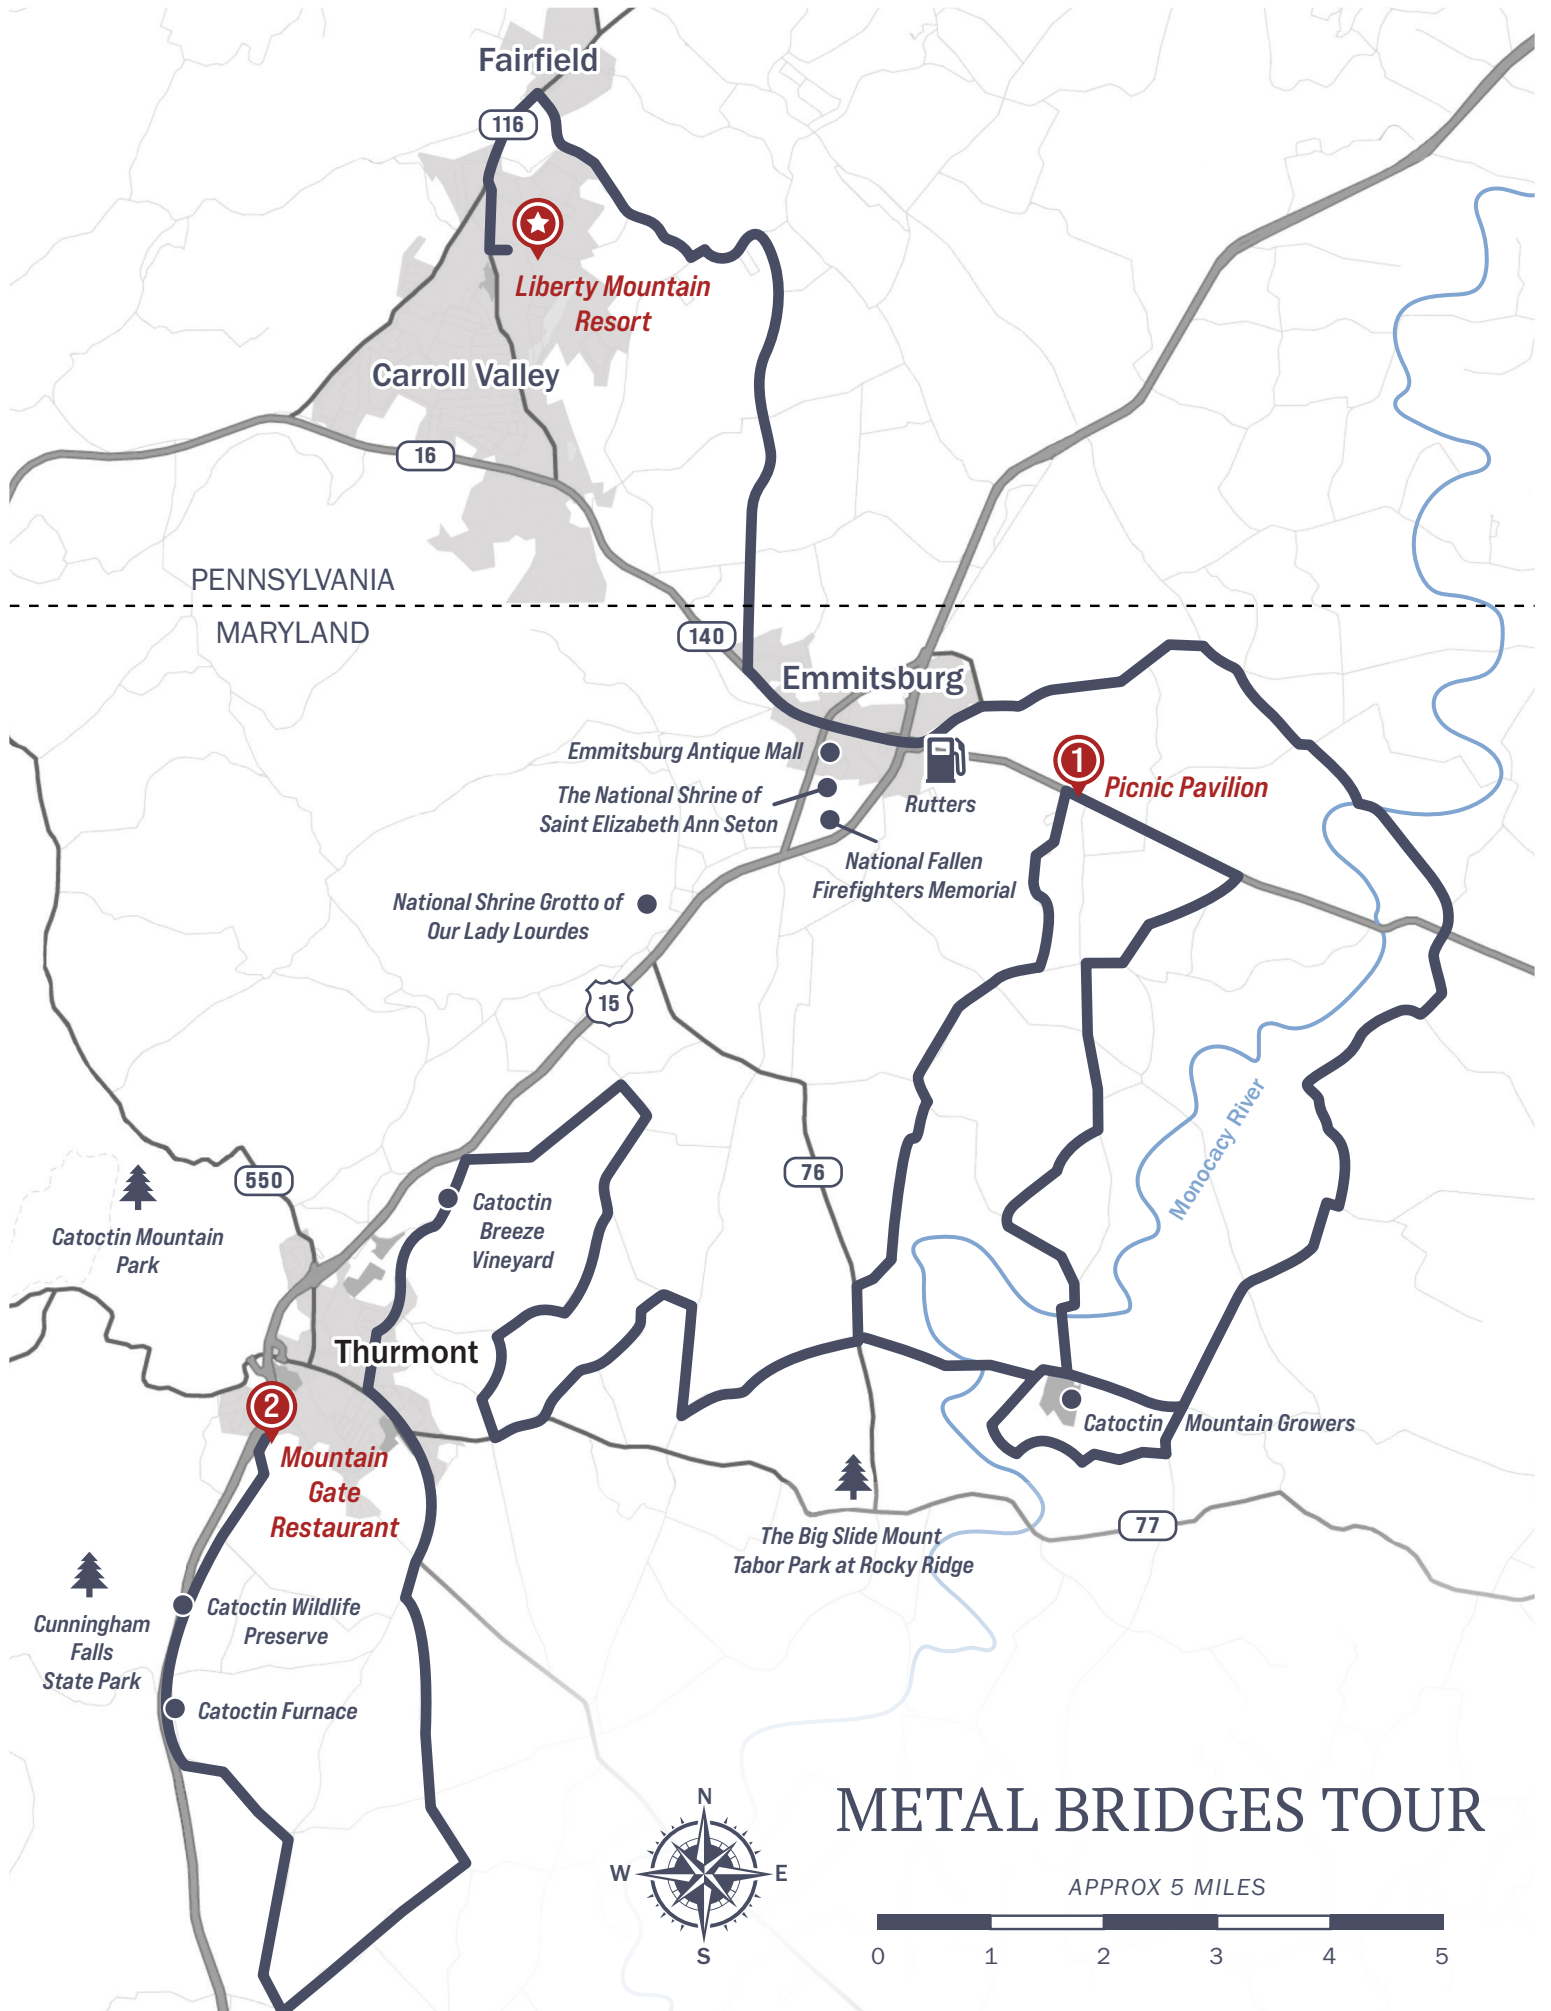 Fairfield
116
Liberty Mountain
Resort
Carroll Valley
16
PENNSYLVANIA
MARYLAND
140
Emmitsburg
Emmitsburg Antique Mall
The National Shrine of
Saint Elizabeth Ann Seton
Rutters
1
Picnic Pavilion
National Fallen
Firefighters Memorial
National Shrine Grotto of
Our Lady Lourdes
15
Monocacy River
76
550
Catoctin Mountain
Park
Catoctin
Breeze
Vineyard
Thurmont
2
Mountain
Gate
Restaurant
Catoctin Mountain Growers
The Big Slide Mount
Tabor Park at Rocky Ridge
77
Cunningham
Falls
State Park
Catoctin Wildlife
Preserve
Catoctin Furnace
N
W
E
S
METAL BRIDGES TOUR
APPROX 5 MILES
0 1 2 3 4 5